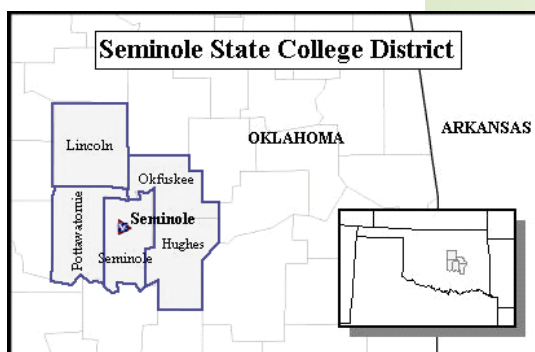 Seminole State College District
OKLAHOMA
ARKANSAS
Lincoln
Okfuskee
Pottawatomie
Seminole
Seminole
Hughes